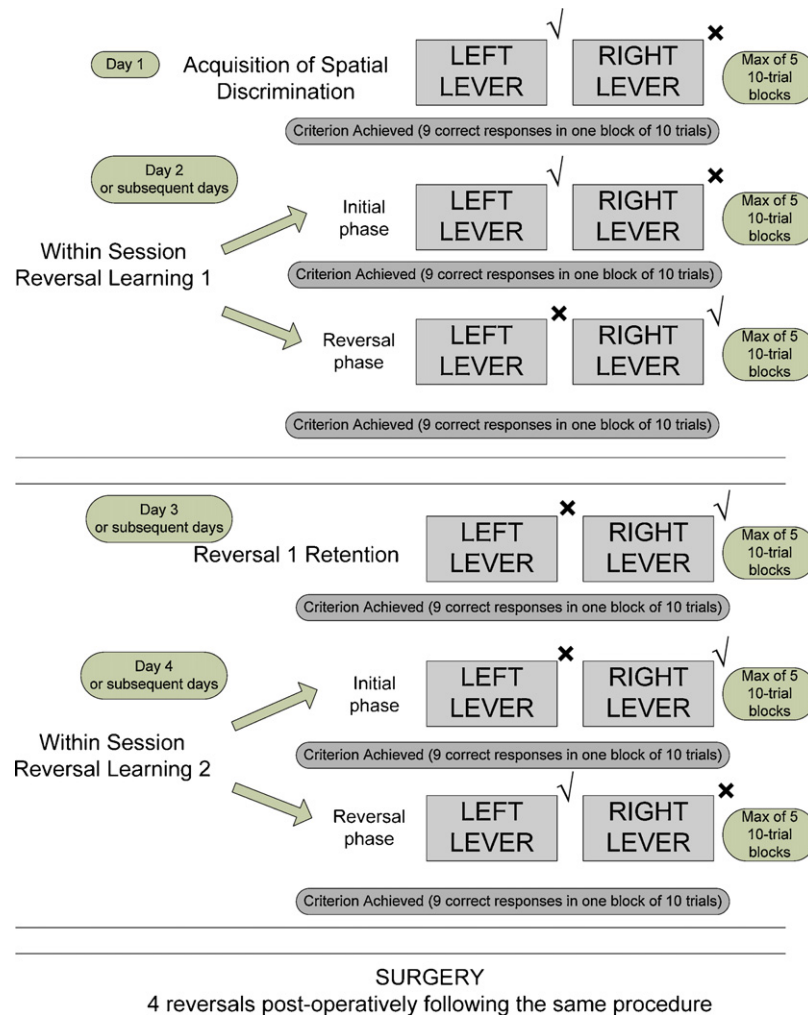 Day 1
Acquisition of Spatial
Discrimination
LEFT
LEVER
√
RIGHT
LEVER
×
Max of 5
10-trial
blocks
Criterion Achieved (9 correct responses in one block of 10 trials)
Day 2
or subsequent days
Within Session
Reversal Learning 1
Initial
phase
LEFT
LEVER
√
RIGHT
LEVER
×
Max of 5
10-trial
blocks
Criterion Achieved (9 correct responses in one block of 10 trials)
Reversal
phase
LEFT
LEVER
×
RIGHT
LEVER
√
Max of 5
10-trial
blocks
Criterion Achieved (9 correct responses in one block of 10 trials)
Day 3
or subsequent days
Reversal 1 Retention
LEFT
LEVER
×
RIGHT
LEVER
√
Max of 5
10-trial
blocks
Criterion Achieved (9 correct responses in one block of 10 trials)
Day 4
or subsequent days
Within Session
Reversal Learning 2
Initial
phase
LEFT
LEVER
×
RIGHT
LEVER
√
Max of 5
10-trial
blocks
Criterion Achieved (9 correct responses in one block of 10 trials)
Reversal
phase
LEFT
LEVER
√
RIGHT
LEVER
×
Max of 5
10-trial
blocks
Criterion Achieved (9 correct responses in one block of 10 trials)
SURGERY
4 reversals post-operatively following the same procedure